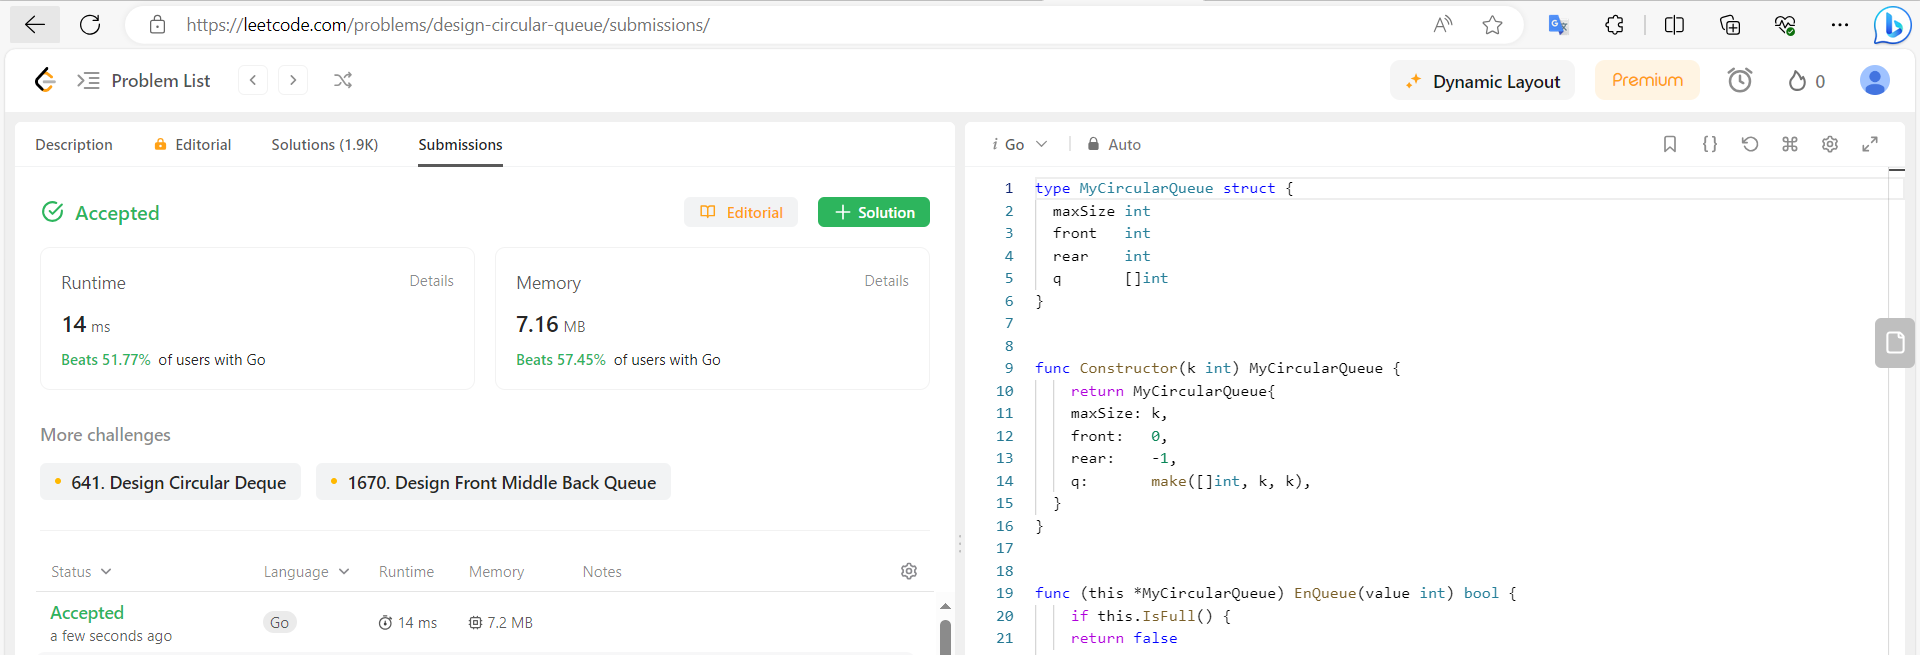 https://leetcode.com/problems/design-circular-queue/submissions/
Problem List
Dynamic Layout
Premium
0
Description
Editorial
Solutions (1.9K)
Submissions
Accepted
Editorial
Solution
Runtime
Details
14 ms
Beats 51.77% of users with Go
Memory
Details
7.16 MB
Beats 57.45% of users with Go
More challenges
641. Design Circular Deque
1670. Design Front Middle Back Queue
Status
Language
Runtime
Memory
Notes
Accepted
a few seconds ago
Go
14 ms
7.2 MB
i Go
Auto
{}
1 type MyCircularQueue struct {
2 maxSize int
3 front int
4 rear int
5 q []int
6 }
7
8
9 func Constructor(k int) MyCircularQueue {
10 return MyCircularQueue{
11 maxSize: k,
12 front: 0,
13 rear: -1,
14 q: make([]int, k, k),
15 }
16 }
17
18
19 func (this *MyCircularQueue) EnQueue(value int) bool {
20 if this.IsFull() {
21 return false